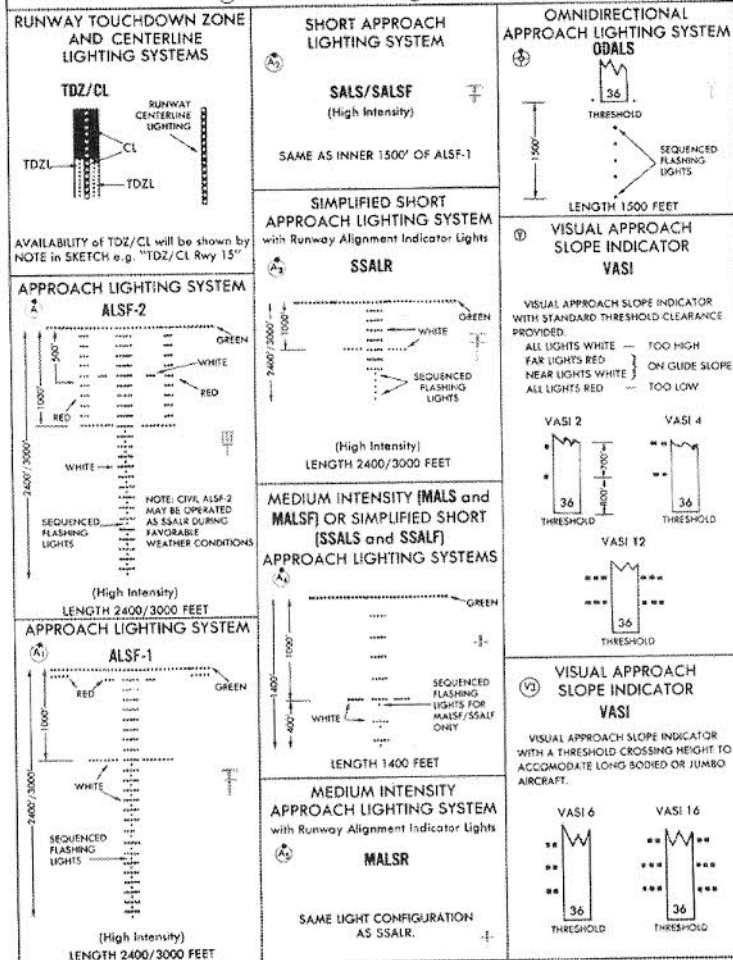 RUNWAY TOUCHDOWN ZONE
AND CENTERLINE
LIGHTING SYSTEMS
TDZ/CL
RUNWAY
CENTERLINE
LIGHTING
CL
TDZL
TDZL
AVAILABILITY of TDZ/CL will be shown by
NOTE in SKETCH e.g. "TDZ/CL Rwy 15"
APPROACH LIGHTING SYSTEM
A
ALSF-2
GREEN
500'
1000'
WHITE
RED
RED
2400'/3000'
WHITE
NOTE: CIVIL ALSF-2
MAY BE OPERATED
AS SSALR DURING
FAVORABLE
WEATHER CONDITIONS
SEQUENCED
FLASHING
LIGHTS
(High Intensity)
LENGTH 2400/3000 FEET
APPROACH LIGHTING SYSTEM
A1
ALSF-1
RED
GREEN
1000'
WHITE
2400'/3000'
SEQUENCED
FLASHING
LIGHTS
(High Intensity)
LENGTH 2400/3000 FEET
SHORT APPROACH
LIGHTING SYSTEM
A2
SALS/SALSF
(High Intensity)
SAME AS INNER 1500' OF ALSF-1
SIMPLIFIED SHORT
APPROACH LIGHTING SYSTEM
with Runway Alignment Indicator Lights
A3
SSALR
GREEN
1000'
WHITE
2400'/3000'
SEQUENCED
FLASHING
LIGHTS
(High Intensity)
LENGTH 2400/3000 FEET
MEDIUM INTENSITY (MALS and
MALSF) OR SIMPLIFIED SHORT
(SSALS and SSALF)
APPROACH LIGHTING SYSTEMS
A4
GREEN
1000'
1400'
400'
SEQUENCED
FLASHING
LIGHTS FOR
MALSF/SSALF
ONLY
WHITE
LENGTH 1400 FEET
MEDIUM INTENSITY
APPROACH LIGHTING SYSTEM
with Runway Alignment Indicator Lights
A5
MALSR
SAME LIGHT CONFIGURATION
AS SSALR.
OMNIDIRECTIONAL
APPROACH LIGHTING SYSTEM
ODALS
36
THRESHOLD
1500'
SEQUENCED
FLASHING
LIGHTS
LENGTH 1500 FEET
V
VISUAL APPROACH
SLOPE INDICATOR
VASI
VISUAL APPROACH SLOPE INDICATOR
WITH STANDARD THRESHOLD CLEARANCE
PROVIDED.
ALL LIGHTS WHITE — TOO HIGH
FAR LIGHTS RED
NEAR LIGHTS WHITE } ON GLIDE SLOPE
ALL LIGHTS RED — TOO LOW
VASI 2
VASI 4
700'
36
600'
36
THRESHOLD
THRESHOLD
VASI 12
36
THRESHOLD
V3
VISUAL APPROACH
SLOPE INDICATOR
VASI
VISUAL APPROACH SLOPE INDICATOR
WITH A THRESHOLD CROSSING HEIGHT TO
ACCOMODATE LONG BODIED OR JUMBO
AIRCRAFT.
VASI 6
VASI 16
36
36
THRESHOLD
THRESHOLD